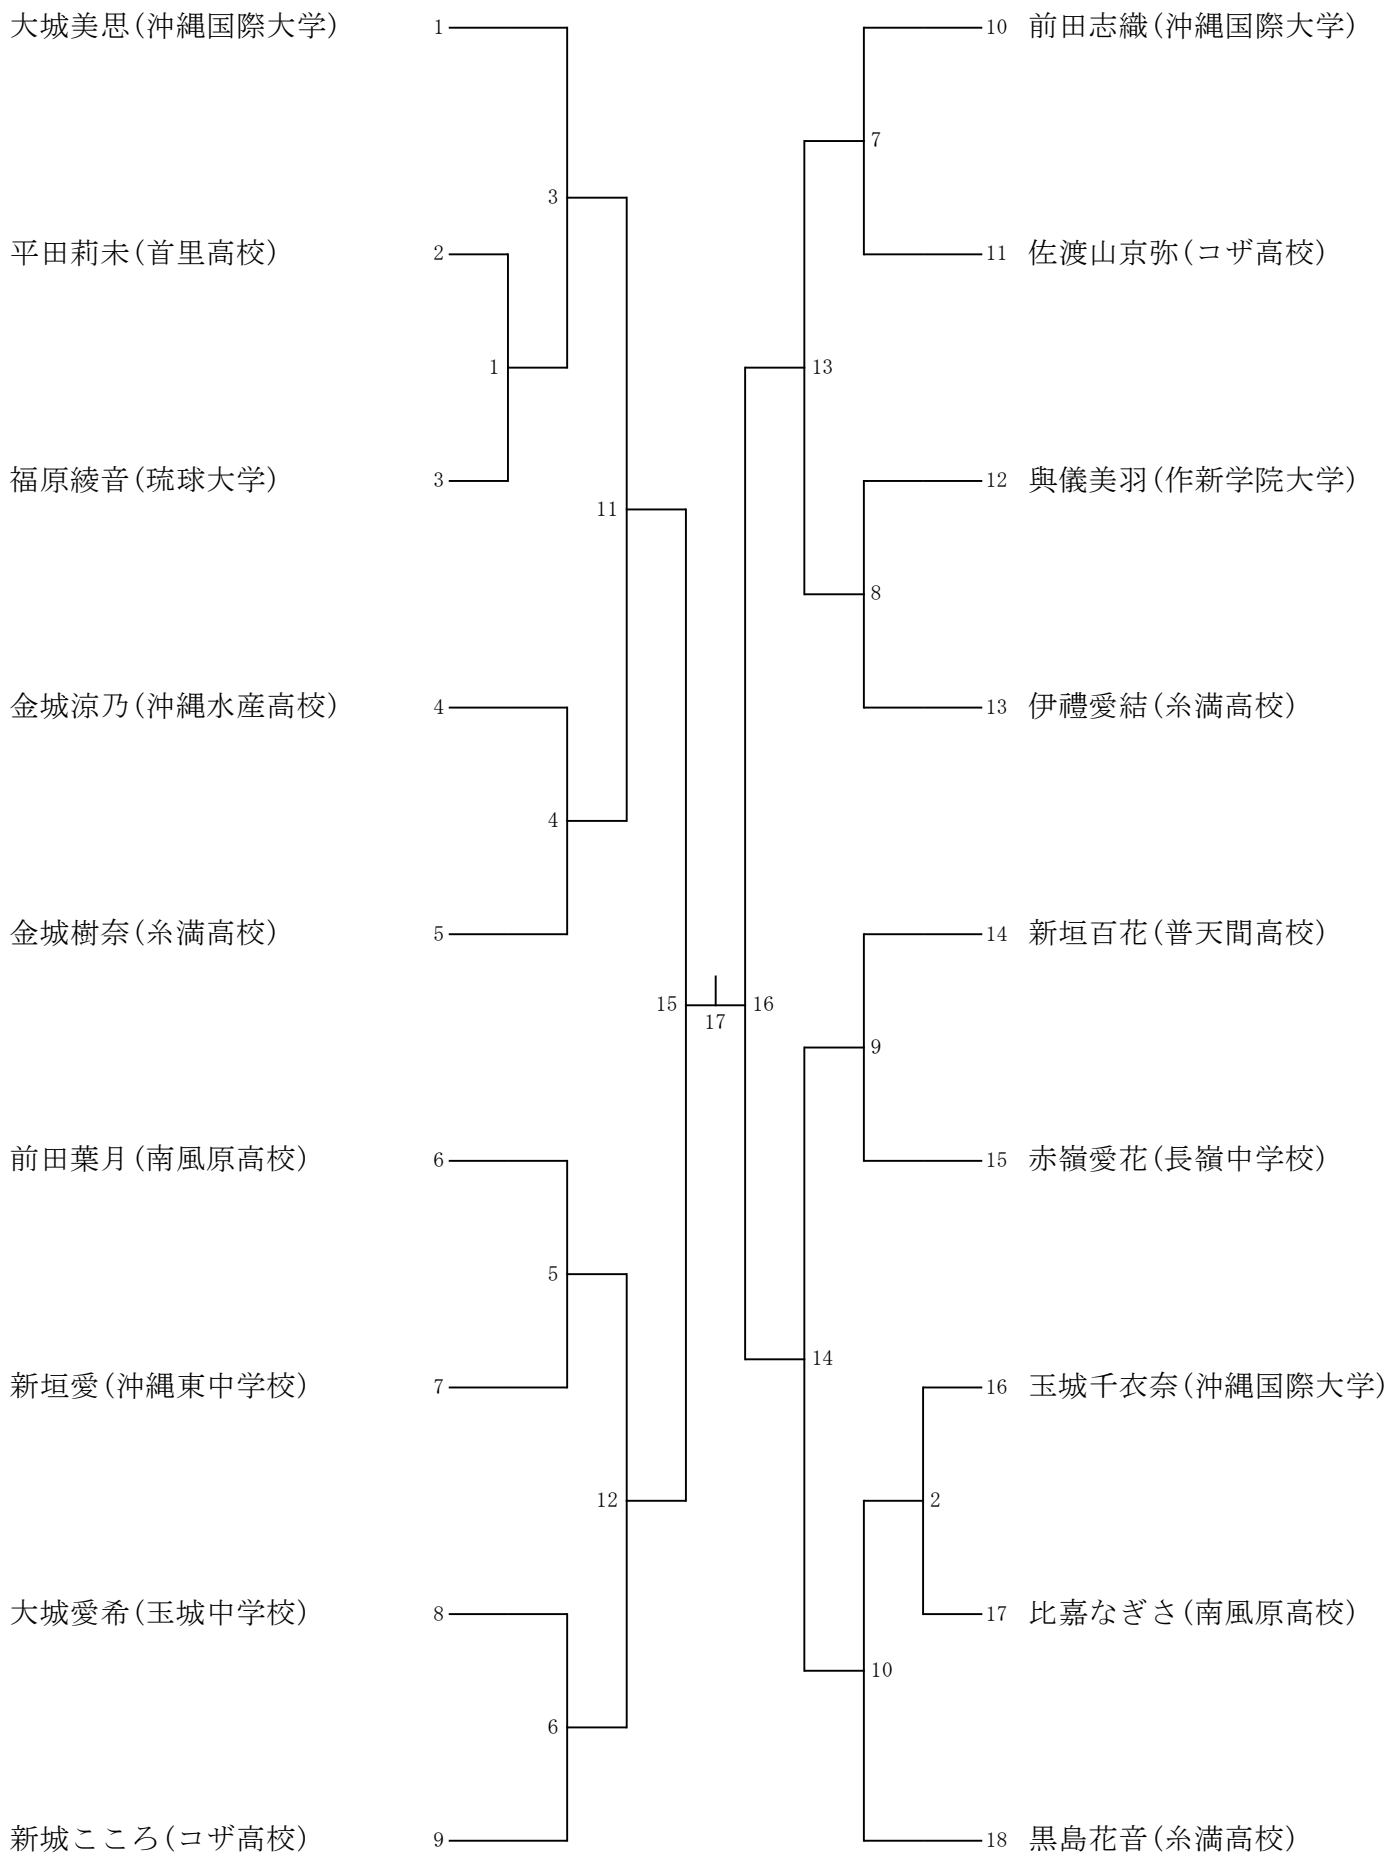 大城美思(沖縄国際大学) 1
平田莉未(首里高校) 2
福原綾音(琉球大学) 3
金城涼乃(沖縄水産高校) 4
金城樹奈(糸満高校) 5
前田葉月(南風原高校) 6
新垣愛(沖縄東中学校) 7
大城愛希(玉城中学校) 8
新城こころ(コザ高校) 9
3
1
11
4
15
5
12
6
17
16
7
13
8
9
14
2
10
10 前田志織(沖縄国際大学)
11 佐渡山京弥(コザ高校)
12 與儀美羽(作新学院大学)
13 伊禮愛結(糸満高校)
14 新垣百花(普天間高校)
15 赤嶺愛花(長嶺中学校)
16 玉城千衣奈(沖縄国際大学)
17 比嘉なぎさ(南風原高校)
18 黒島花音(糸満高校)